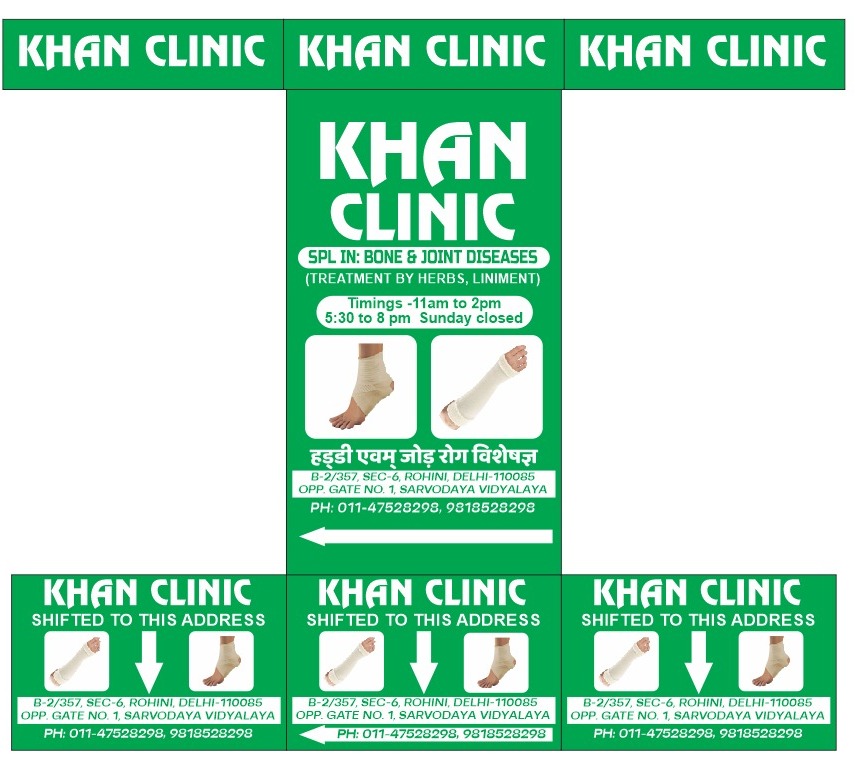 KHAN CLINIC
KHAN CLINIC
KHAN CLINIC
KHAN
CLINIC
SPL IN: BONE & JOINT DISEASES
(TREATMENT BY HERBS, LINIMENT)
Timings -11am to 2pm
5:30 to 8 pm Sunday closed
हड्डी एवम् जोड़ रोग विशेषज्ञ
B-2/357, SEC-6, ROHINI, DELHI-110085
OPP. GATE NO. 1, SARVODAYA VIDYALAYA
PH: 011-47528298, 9818528298
KHAN CLINIC
SHIFTED TO THIS ADDRESS
B-2/357, SEC-6, ROHINI, DELHI-110085
OPP. GATE NO. 1, SARVODAYA VIDYALAYA
PH: 011-47528298, 9818528298
KHAN CLINIC
SHIFTED TO THIS ADDRESS
B-2/357, SEC-6, ROHINI, DELHI-110085
OPP. GATE NO. 1, SARVODAYA VIDYALAYA
PH: 011-47528298, 9818528298
KHAN CLINIC
SHIFTED TO THIS ADDRESS
B-2/357, SEC-6, ROHINI, DELHI-110085
OPP. GATE NO. 1, SARVODAYA VIDYALAYA
PH: 011-47528298, 9818528298